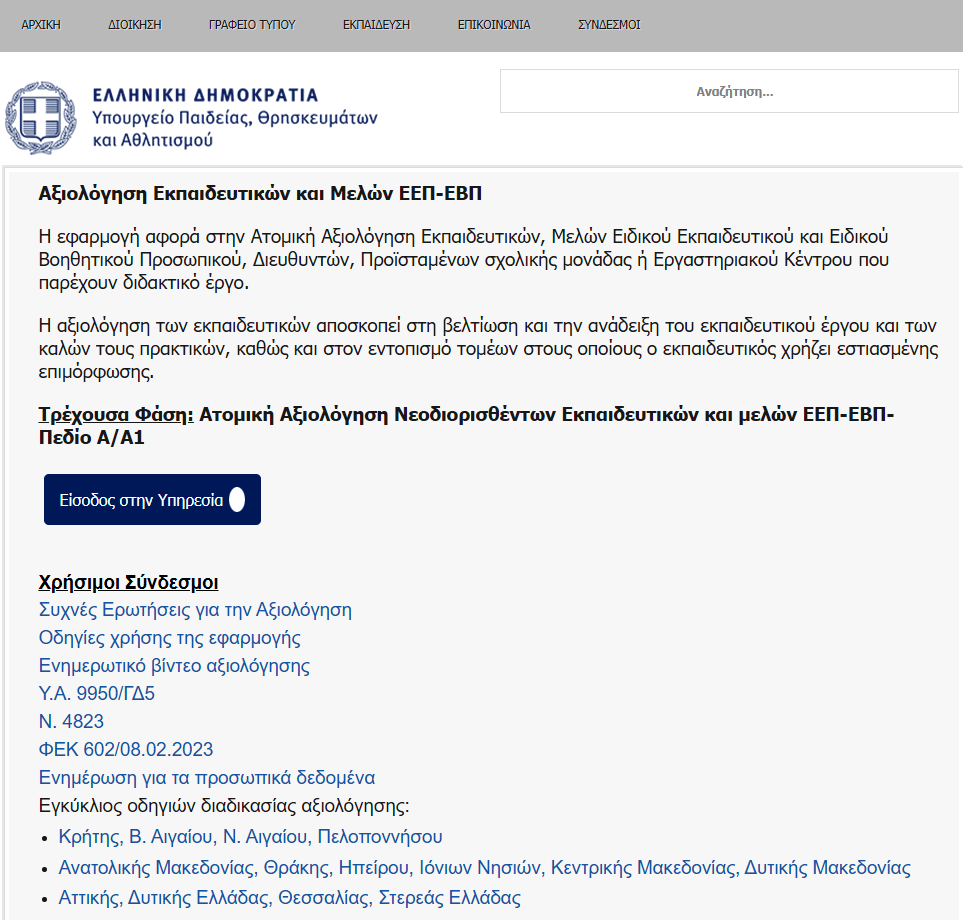 ΑΡΧΙΚΗ ΔΙΟΙΚΗΣΗ ΓΡΑΦΕΙΟ ΤΥΠΟΥ ΕΚΠΑΙΔΕΥΣΗ ΕΠΙΚΟΙΝΩΝΙΑ ΣΥΝΔΕΣΜΟΙ
ΕΛΛΗΝΙΚΗ ΔΗΜΟΚΡΑΤΙΑ
Υπουργείο Παιδείας, Θρησκευμάτων
και Αθλητισμού
Αναζήτηση...
Αξιολόγηση Εκπαιδευτικών και Μελών ΕΕΠ-ΕΒΠ
Η εφαρμογή αφορά στην Ατομική Αξιολόγηση Εκπαιδευτικών, Μελών Ειδικού Εκπαιδευτικού και Ειδικού
Βοηθητικού Προσωπικού, Διευθυντών, Προϊσταμένων σχολικής μονάδας ή Εργαστηριακού Κέντρου που
παρέχουν διδακτικό έργο.
Η αξιολόγηση των εκπαιδευτικών αποσκοπεί στη βελτίωση και την ανάδειξη του εκπαιδευτικού έργου και των
καλών τους πρακτικών, καθώς και στον εντοπισμό τομέων στους οποίους ο εκπαιδευτικός χρήζει εστιασμένης
επιμόρφωσης.
Τρέχουσα Φάση: Ατομική Αξιολόγηση Νεοδιορισθέντων Εκπαιδευτικών και μελών ΕΕΠ-ΕΒΠ-
Πεδίο Α/Α1
Είσοδος στην Υπηρεσία
Χρήσιμοι Σύνδεσμοι
Συχνές Ερωτήσεις για την Αξιολόγηση
Οδηγίες χρήσης της εφαρμογής
Ενημερωτικό βίντεο αξιολόγησης
Υ.Α. 9950/ΓΔ5
Ν. 4823
ΦΕΚ 602/08.02.2023
Ενημέρωση για τα προσωπικά δεδομένα
Εγκύκλιος οδηγιών διαδικασίας αξιολόγησης:
• Κρήτης, Β. Αιγαίου, Ν. Αιγαίου, Πελοποννήσου
• Ανατολικής Μακεδονίας, Θράκης, Ηπείρου, Ιόνιων Νησιών, Κεντρικής Μακεδονίας, Δυτικής Μακεδονίας
• Αττικής, Δυτικής Ελλάδας, Θεσσαλίας, Στερεάς Ελλάδας